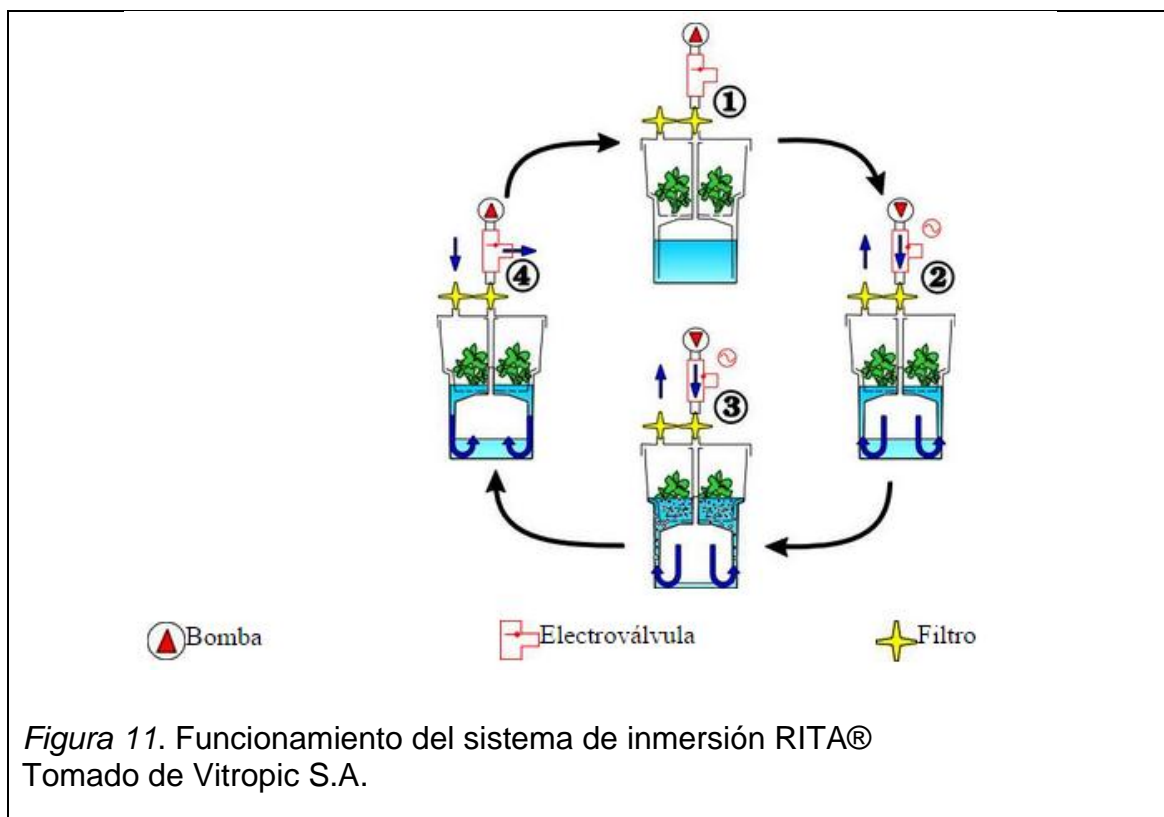 ①
②
④
③
Bomba
Electroválvula
Filtro
Figura 11. Funcionamiento del sistema de inmersión RITA®
Tomado de Vitropic S.A.